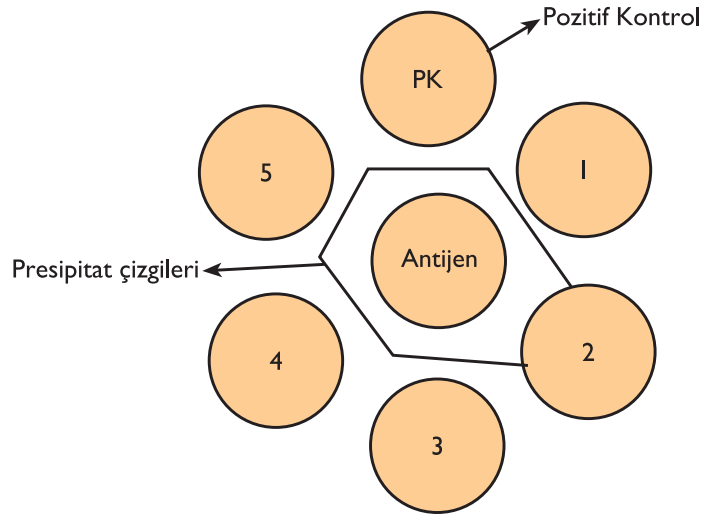 Pozitif Kontrol
PK
5
1
Antijen
Presipitat çizgileri
4
2
3